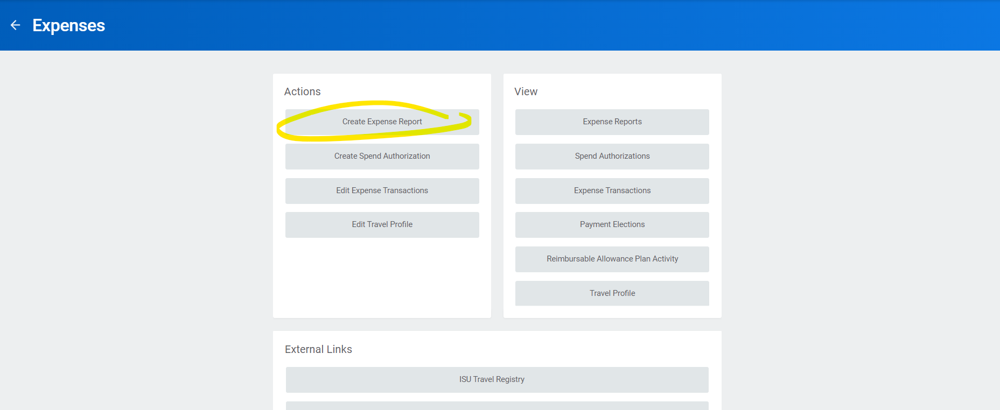 Expenses
Actions
Create Expense Report
Create Spend Authorization
Edit Expense Transactions
Edit Travel Profile
View
Expense Reports
Spend Authorizations
Expense Transactions
Payment Elections
Reimbursable Allowance Plan Activity
Travel Profile
External Links
ISU Travel Registry